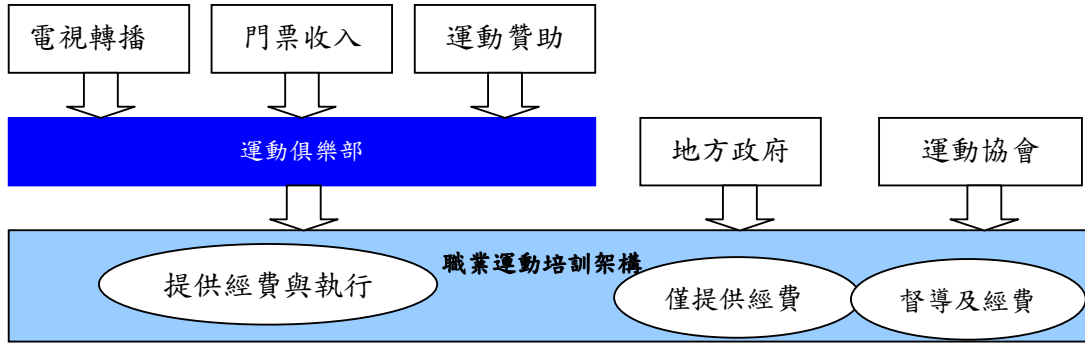 電視轉播
門票收入
運動贊助
運動俱樂部
地方政府
運動協會
職業運動培訓架構
提供經費與執行
僅提供經費
督導及經費